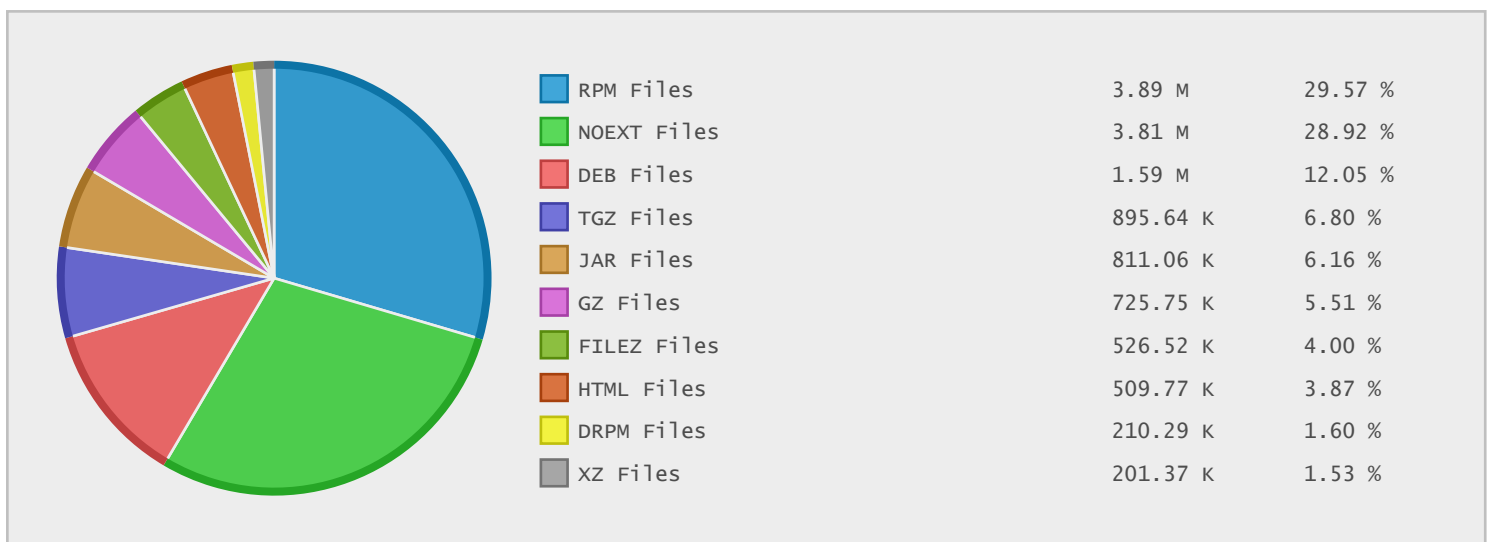 RPM Files 3.89 M 29.57 %
NOEXT Files 3.81 M 28.92 %
DEB Files 1.59 M 12.05 %
TGZ Files 895.64 K 6.80 %
JAR Files 811.06 K 6.16 %
GZ Files 725.75 K 5.51 %
FILEZ Files 526.52 K 4.00 %
HTML Files 509.77 K 3.87 %
DRPM Files 210.29 K 1.60 %
XZ Files 201.37 K 1.53 %